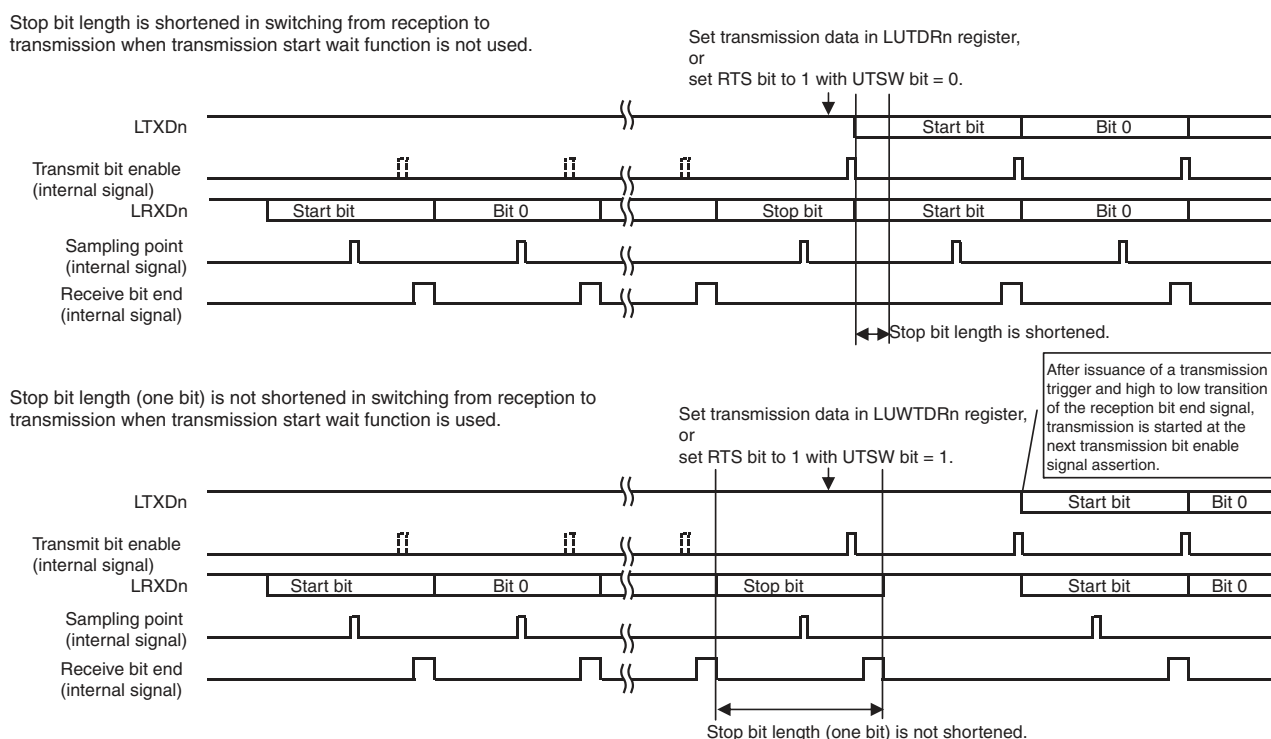 Stop bit length is shortened in switching from reception to
transmission when transmission start wait function is not used.
Set transmission data in LUTDRn register,
or
set RTS bit to 1 with UTSW bit = 0.
LTXDn
Start bit
Bit 0
Transmit bit enable
(internal signal)
LRXDn
Start bit
Bit 0
Stop bit
Start bit
Bit 0
Sampling point
(internal signal)
Receive bit end
(internal signal)
Stop bit length is shortened.
After issuance of a transmission
trigger and high to low transition
of the reception bit end signal,
transmission is started at the
next transmission bit enable
signal assertion.
Stop bit length (one bit) is not shortened in switching from reception to
transmission when transmission start wait function is used.
Set transmission data in LUWTDRn register,
or
set RTS bit to 1 with UTSW bit = 1.
LTXDn
Start bit
Bit 0
Transmit bit enable
(internal signal)
LRXDn
Start bit
Bit 0
Stop bit
Start bit
Bit 0
Sampling point
(internal signal)
Receive bit end
(internal signal)
Stop bit length (one bit) is not shortened.